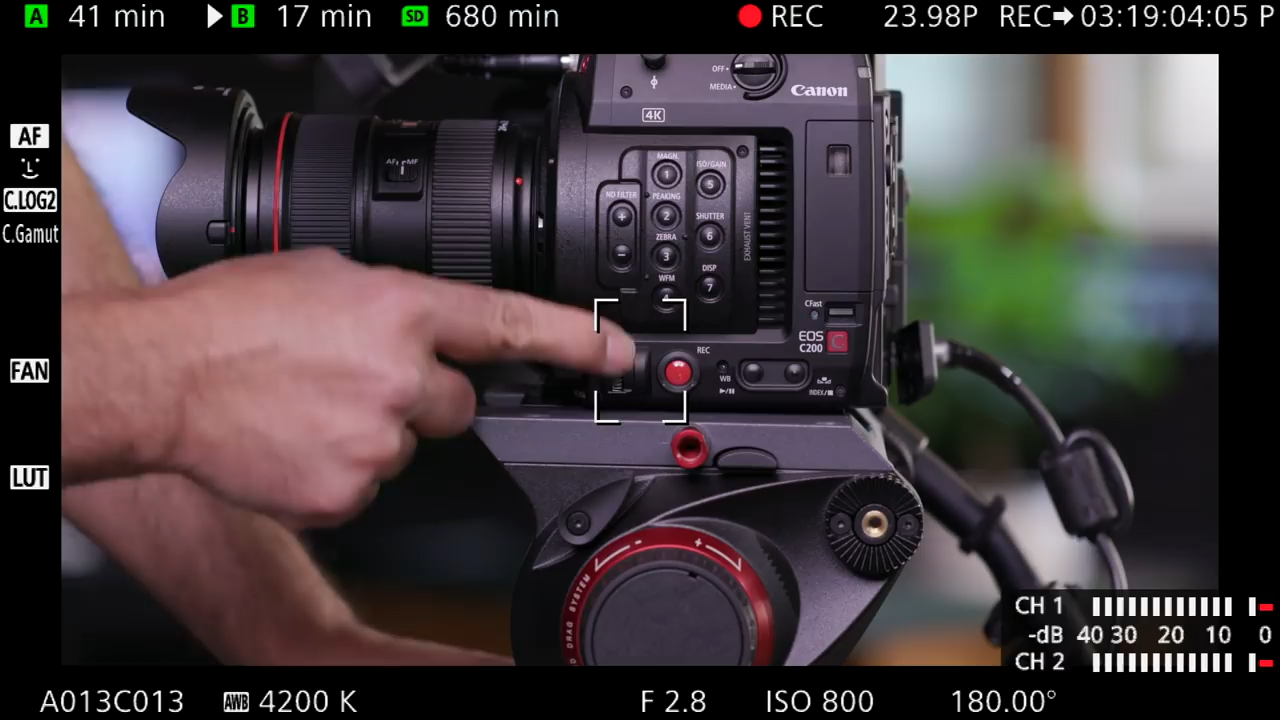 A 41 min B 17 min SD 680 min REC 23.98P REC 03:19:04:05 P
OFF
MEDIA
Canon
4K
AF
AF MF
MAGN.
1
ISO/GAIN
5
ND FILTER
PEAKING
+
2
SHUTTER
6
ZEBRA
-
3
DISP
7
WFM
EXHAUST VENT
L
C.LOG2
C.Gamut
CFast
EOS
C200
C
REC
WB
INDEX/
FAN
LUT
- +
DRAG SYSTEM
CH 1
-dB 40 30 20 10 0
CH 2
A013C013 AWB 4200 K F 2.8 ISO 800 180.00°